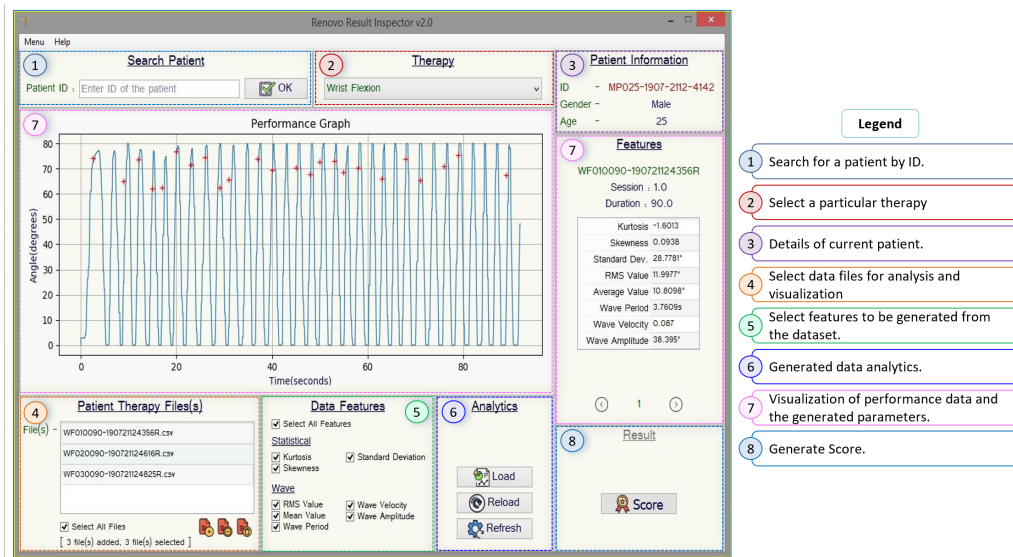 Renovo Result Inspector v2.0
Menu Help
1
Search Patient
Patient ID : Enter ID of the patient
OK
2
Therapy
Wrist Flexion
3
Patient Information
ID - MP025-1907-2112-4142
Gender - Male
Age - 25
7
Performance Graph
80
70
60
50
40
30
20
10
0
Angle(degrees)
0 20 40 60 80
Time(seconds)
7
Features
WF010090-190721124356R
Session : 1.0
Duration : 90.0
Kurtosis -1.6013
Skewness 0.0938
Standard Dev. 28.7781°
RMS Value 11.9977°
Average Value 10.8098°
Wave Period 3.7609s
Wave Velocity 0.087
Wave Amplitude 38.395°
1
4
Patient Therapy Files(s)
File(s) -
WF010090-190721124356R.csv
WF020090-190721124616R.csv
WF030090-190721124825R.csv
Select All Files
[ 3 file(s) added, 3 file(s) selected ]
Data Features
5
Select All Features
Statistical
Kurtosis Standard Deviation
Skewness
Wave
RMS Value Wave Velocity
Mean Value Wave Amplitude
Wave Period
6
Analytics
Load
Reload
Refresh
8
Result
Score
Legend
1 Search for a patient by ID.
2 Select a particular therapy
3 Details of current patient.
4 Select data files for analysis and
visualization
5 Select features to be generated from
the dataset.
6 Generated data analytics.
7 Visualization of performance data and
the generated parameters.
8 Generate Score.